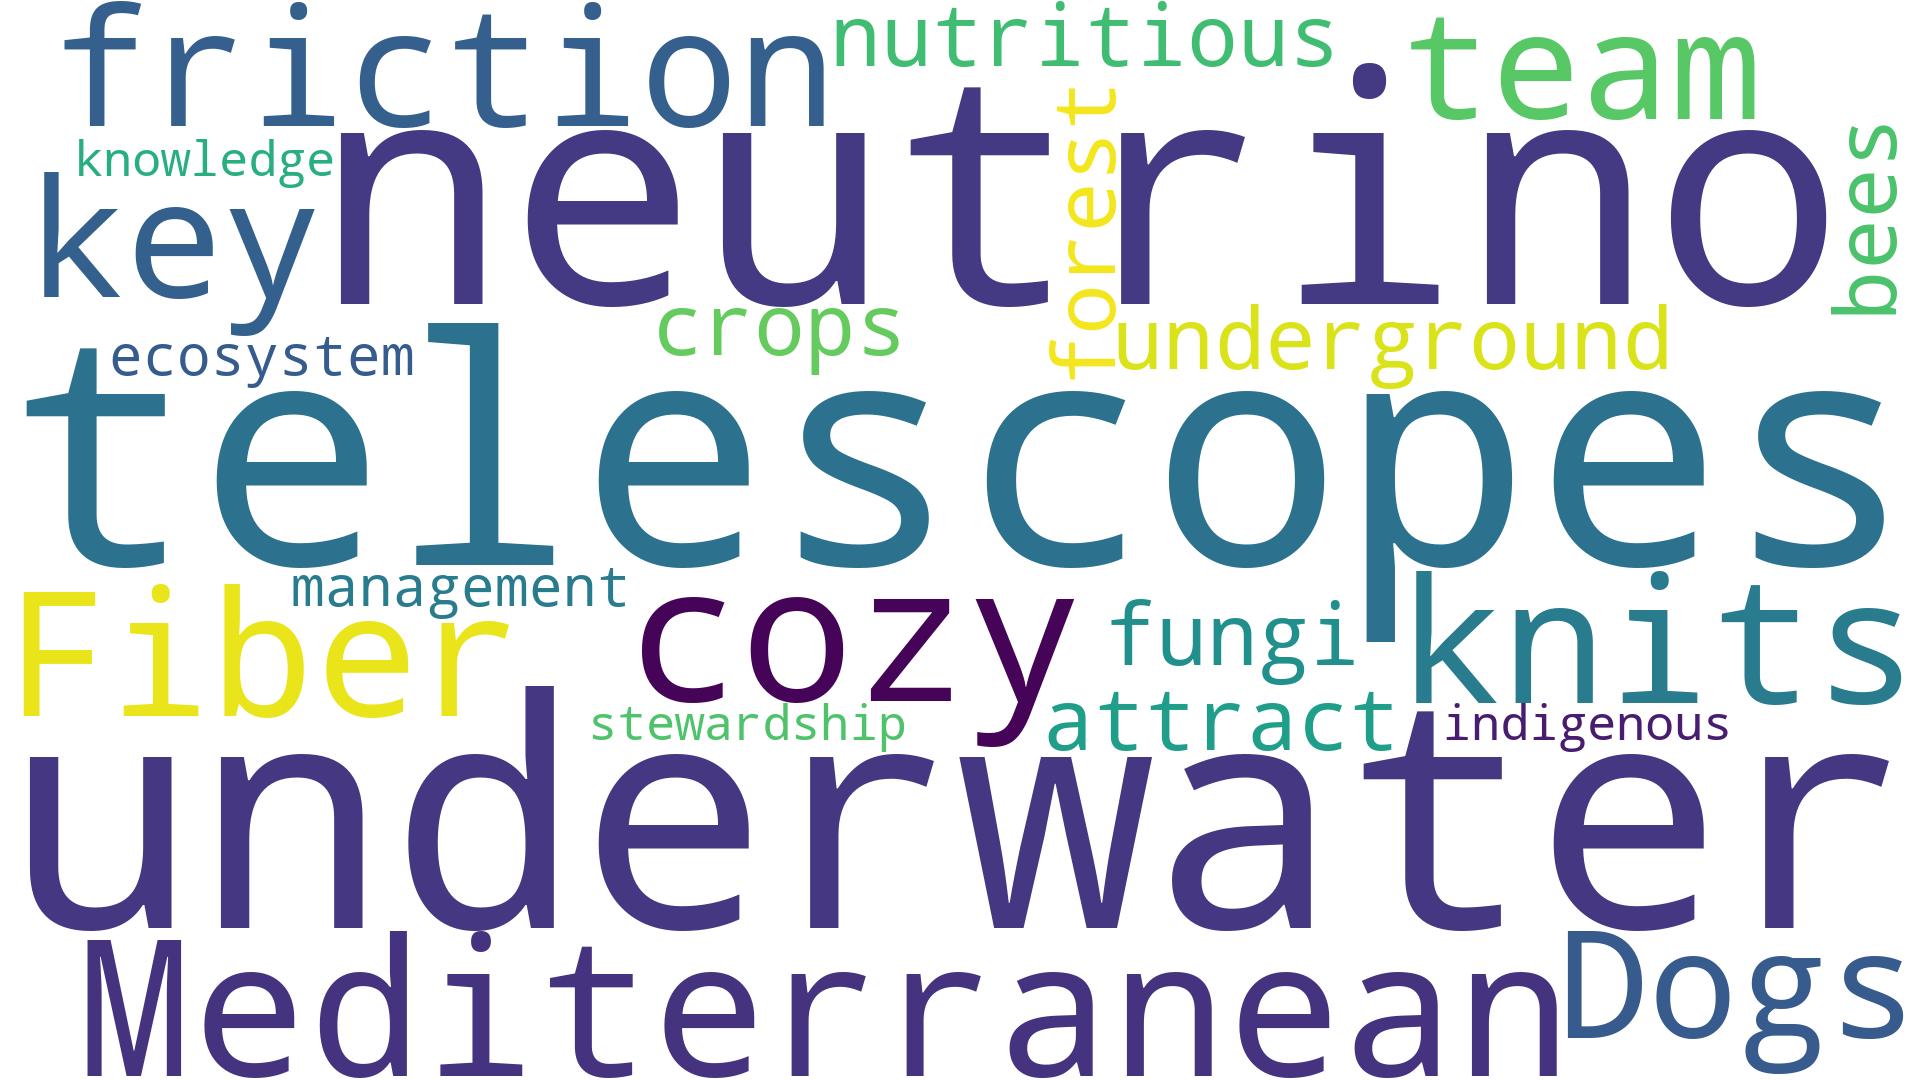 friction
nutritious
team
neutrino
knowledge
key
forest
bees
crops
underground
ecosystem
telescopes
management
Fiber
cozy
fungi
knits
stewardship
attract
indigenous
underwater
Mediterranean
Dogs